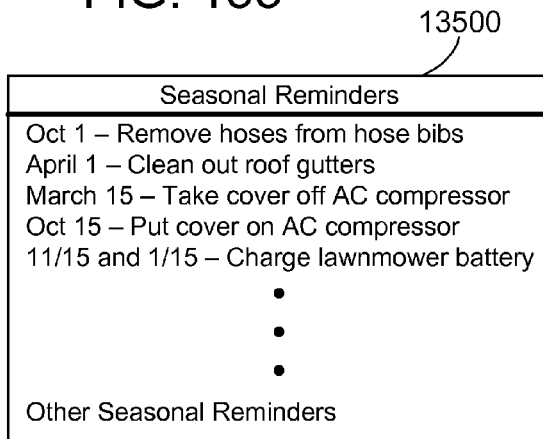 13500
Seasonal Reminders
Oct 1 – Remove hoses from hose bibs
April 1 – Clean out roof gutters
March 15 – Take cover off AC compressor
Oct 15 – Put cover on AC compressor
11/15 and 1/15 – Charge lawnmower battery
•
•
•
Other Seasonal Reminders